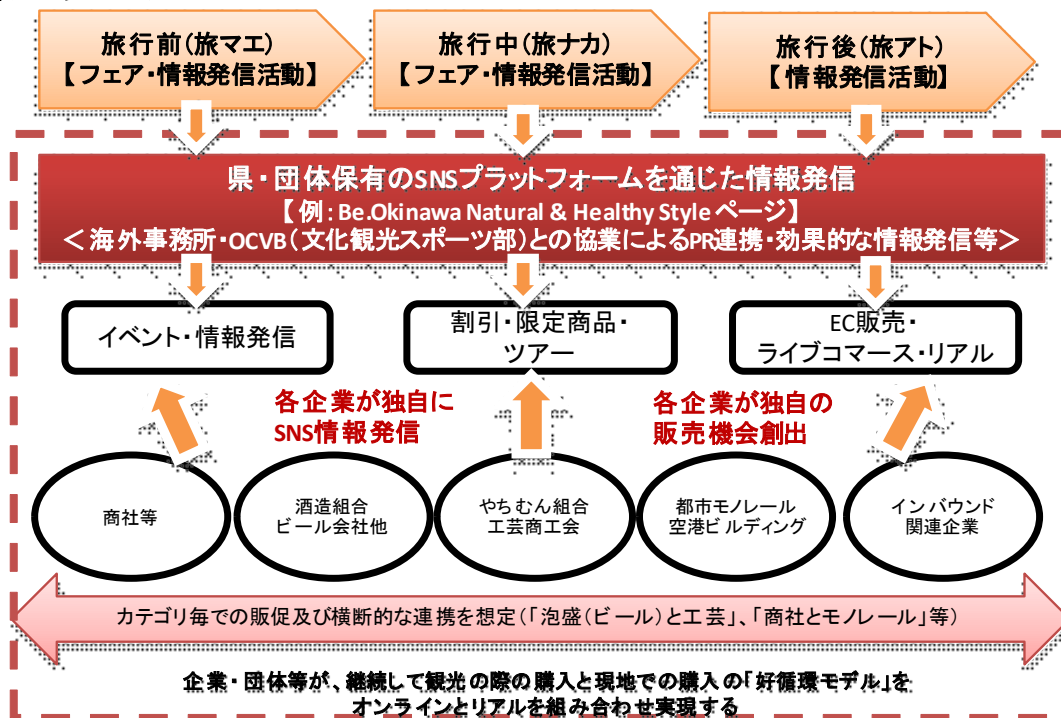 旅行前(旅マエ)
【フェア・情報発信活動】
旅行中(旅ナカ)
【フェア・情報発信活動】
旅行後(旅アト)
【情報発信活動】
県・団体保有のSNSプラットフォームを通じた情報発信
【例:Be.Okinawa Natural & Healthy Style ページ】
<海外事務所・OCVB(文化観光スポーツ部)との協業によるPR連携・効果的な情報発信等>
イベント・情報発信
割引・限定商品・
ツアー
EC販売・
ライブコマース・リアル
各企業が独自に
SNS情報発信
各企業が独自の
販売機会創出
商社等
酒造組合
ビール会社他
やちむん組合
工芸商工会
都市モノレール
空港ビルディング
インバウンド
関連企業
カテゴリ毎での販促及び横断的な連携を想定(「泡盛(ビール)と工芸」、「商社とモノレール」等)
企業・団体等が、継続して観光の際の購入と現地での購入の「好循環モデル」を
オンラインとリアルを組み合わせ実現する